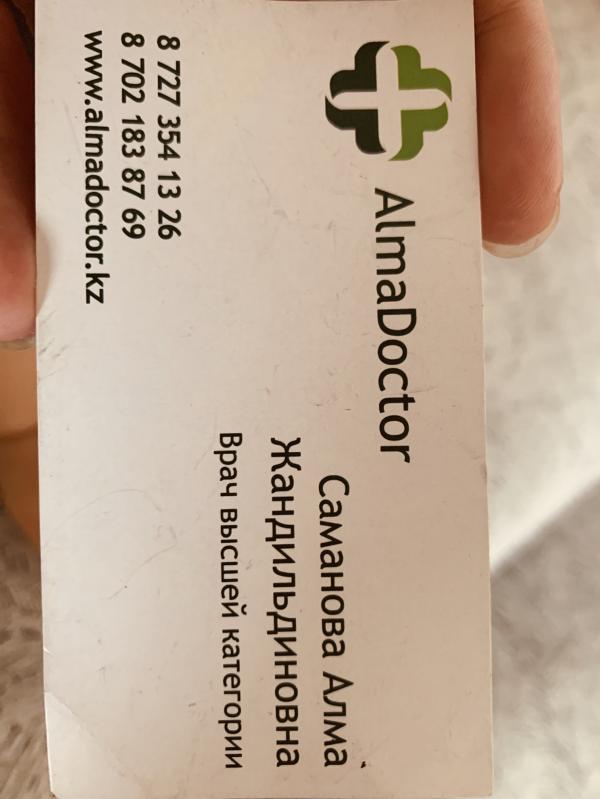 AlmaDoctor
Саманова Алма
Жандильдиновна
Врач высшей категории
8 727 354 13 26
8 702 183 87 69
www.almadoctor.kz